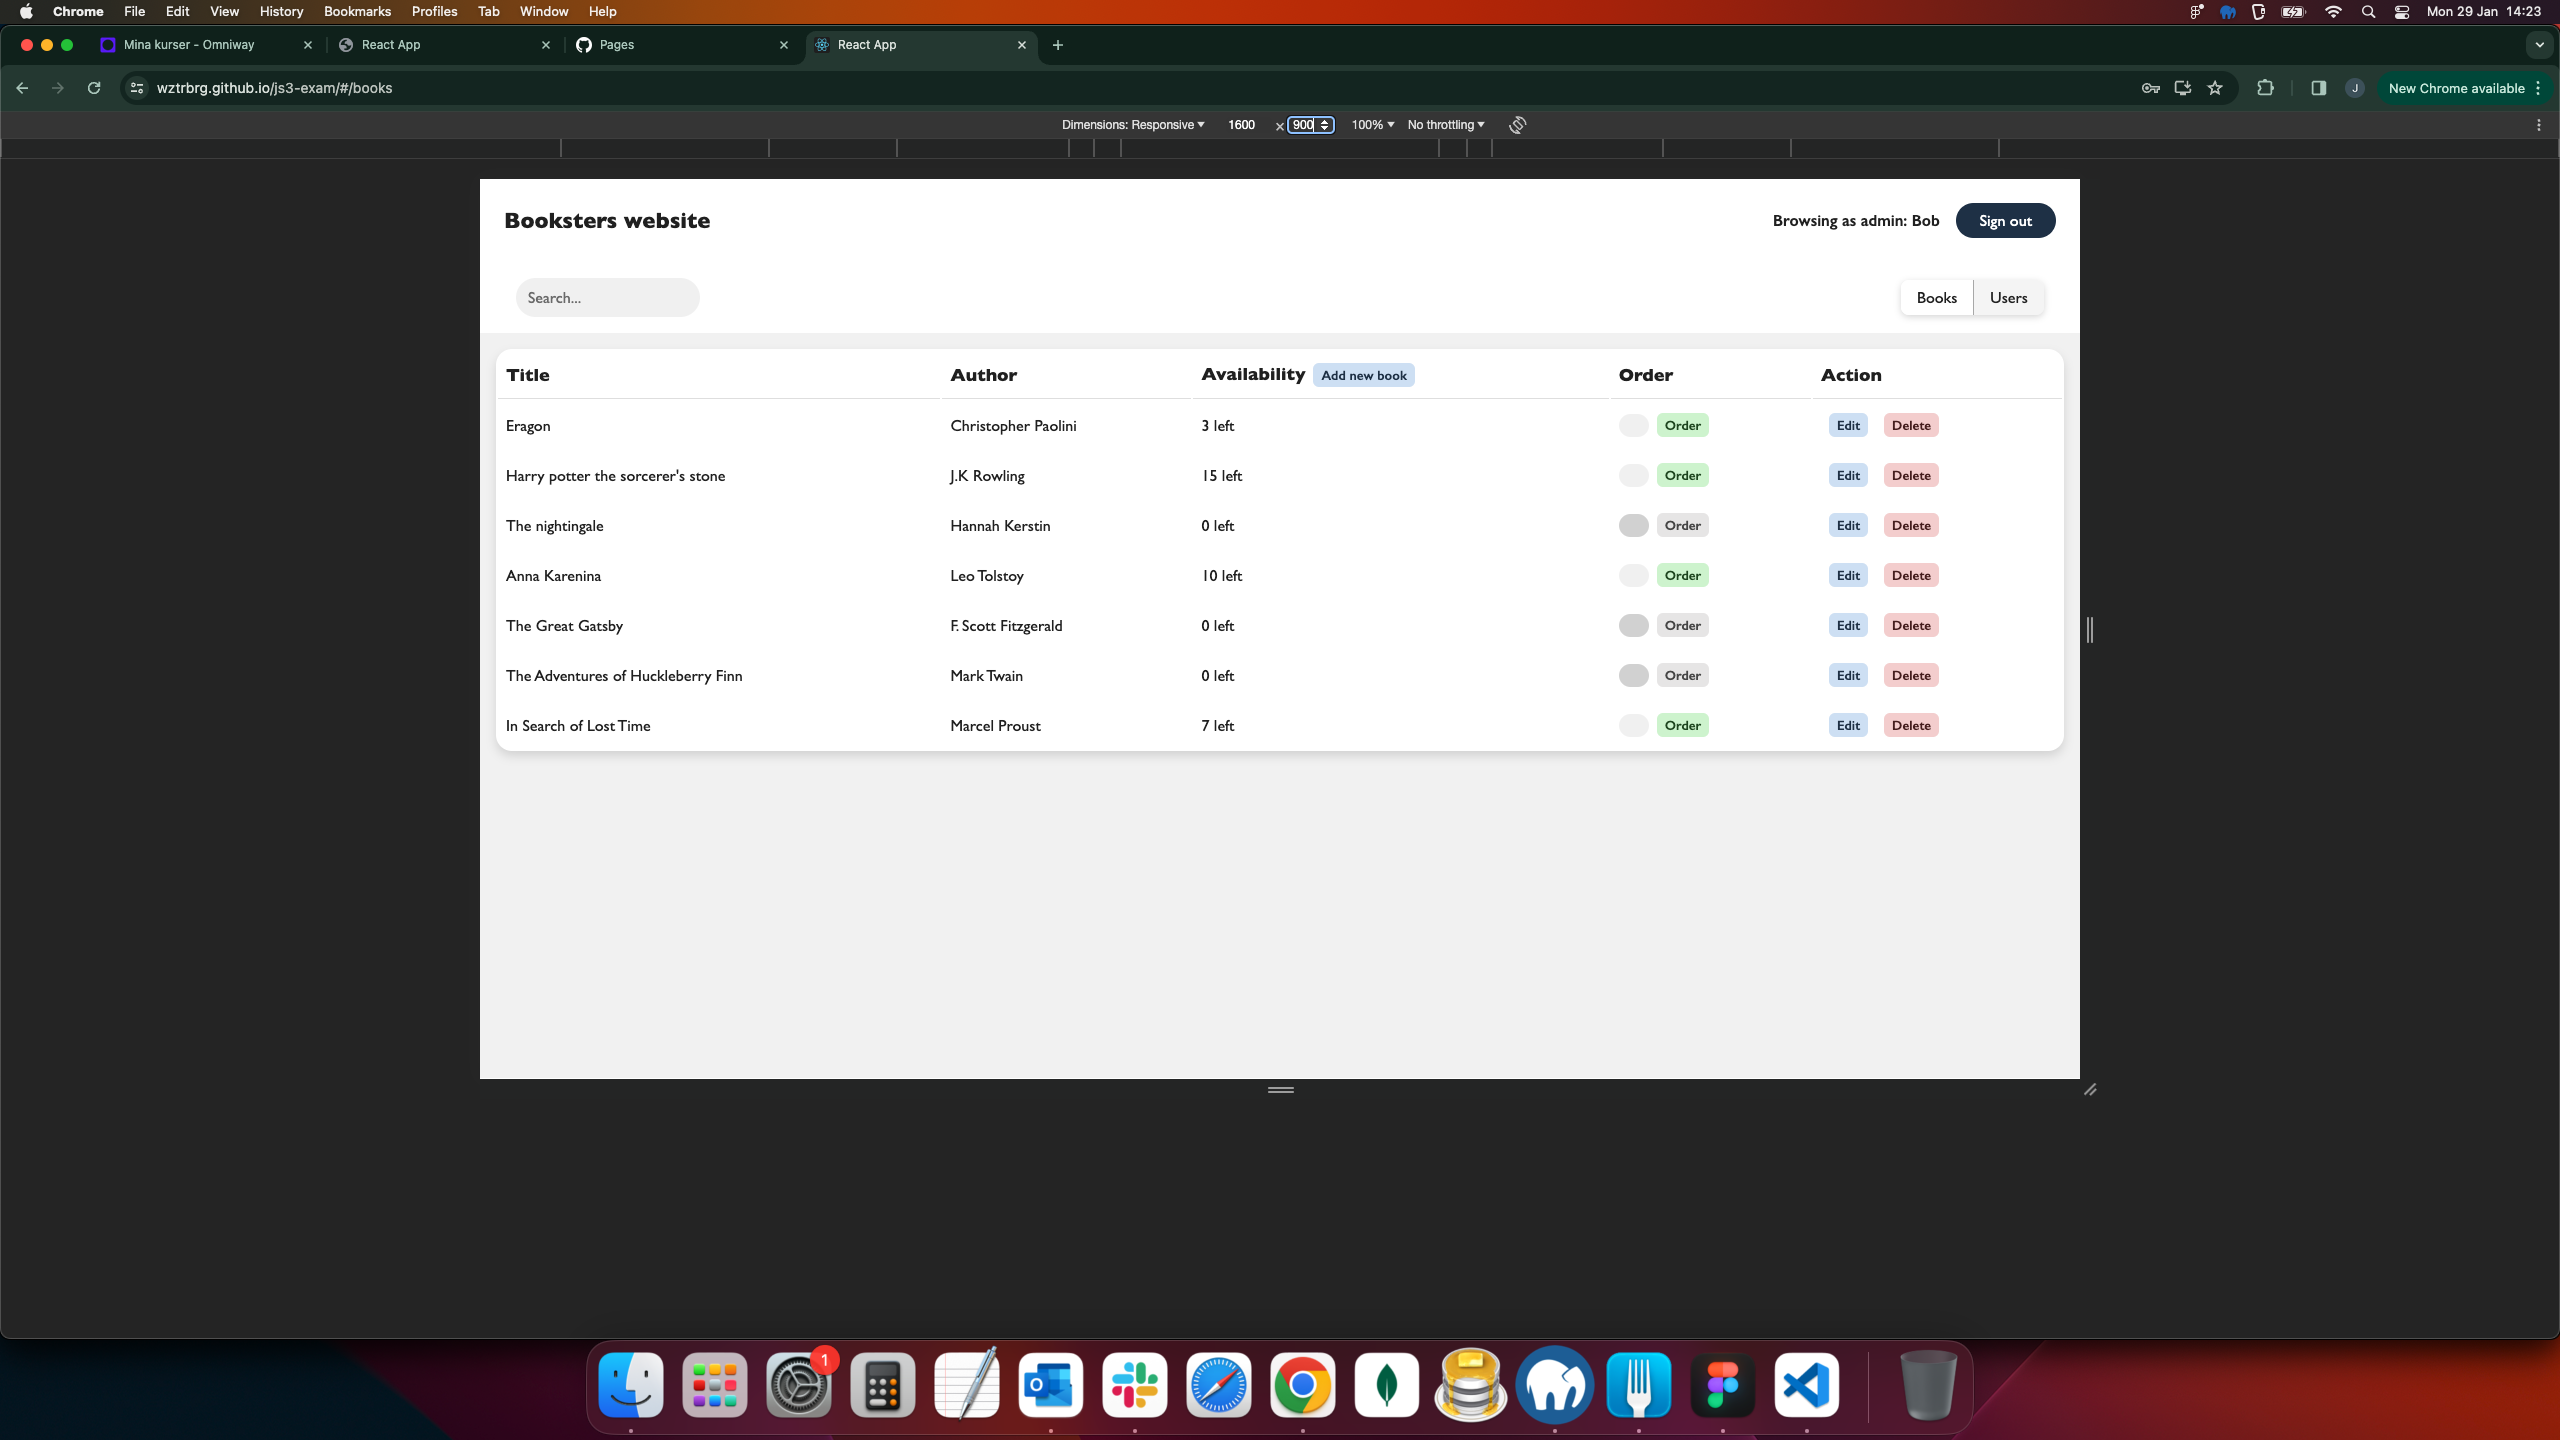 Chrome File Edit View History Bookmarks Profiles Tab Window Help Mon 29 Jan 14:23
Mina kurser - Omniway React App Pages React App
wztrbrg.github.io/js3-exam/#/books J New Chrome available
Dimensions: Responsive 1600 × 900 100% No throttling
Booksters website Browsing as admin: Bob Sign out
Search... Books Users
Title Author Availability Add new book Order Action
Eragon Christopher Paolini 3 left Order Edit Delete
Harry potter the sorcerer's stone J.K Rowling 15 left Order Edit Delete
The nightingale Hannah Kerstin 0 left Order Edit Delete
Anna Karenina Leo Tolstoy 10 left Order Edit Delete
The Great Gatsby F. Scott Fitzgerald 0 left Order Edit Delete
The Adventures of Huckleberry Finn Mark Twain 0 left Order Edit Delete
In Search of Lost Time Marcel Proust 7 left Order Edit Delete
1